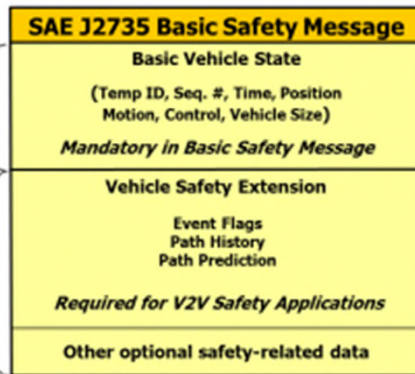 SAE J2735 Basic Safety Message
Basic Vehicle State
(Temp ID, Seq. #, Time, Position
Motion, Control, Vehicle Size)
Mandatory in Basic Safety Message
Vehicle Safety Extension
Event Flags
Path History
Path Prediction
Required for V2V Safety Applications
Other optional safety-related data